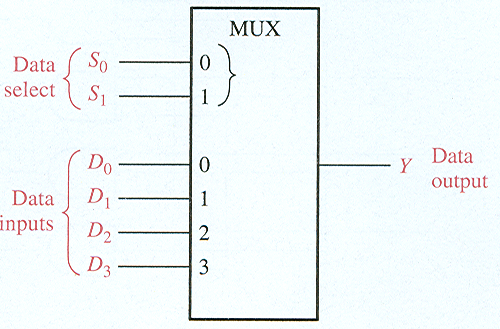 MUX
Data
select
S0
S1
0
1
Data
inputs
D0
D1
D2
D3
0
1
2
3
Y
Data
output